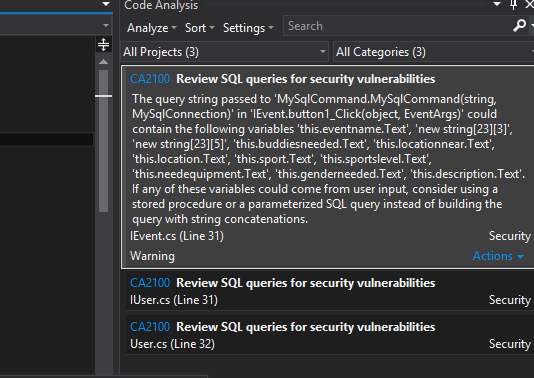 Code Analysis
Analyze Sort Settings Search
All Projects (3) All Categories (3)
CA2100 Review SQL queries for security vulnerabilities
The query string passed to 'MySqlCommand.MySqlCommand(string,
MySqlConnection)' in 'IEvent.button1_Click(object, EventArgs)' could
contain the following variables 'this.eventname.Text', 'new string[23][3]',
'new string[23][5]', 'this.buddiesneeded.Text', 'this.locationnear.Text',
'this.location.Text', 'this.sport.Text', 'this.sportslevel.Text',
'this.needequipment.Text', 'this.genderneeded.Text', 'this.description.Text'.
If any of these variables could come from user input, consider using a
stored procedure or a parameterized SQL query instead of building the
query with string concatenations.
IEvent.cs (Line 31) Security
Warning Actions
CA2100 Review SQL queries for security vulnerabilities
IUser.cs (Line 31) Security
CA2100 Review SQL queries for security vulnerabilities
User.cs (Line 32) Security